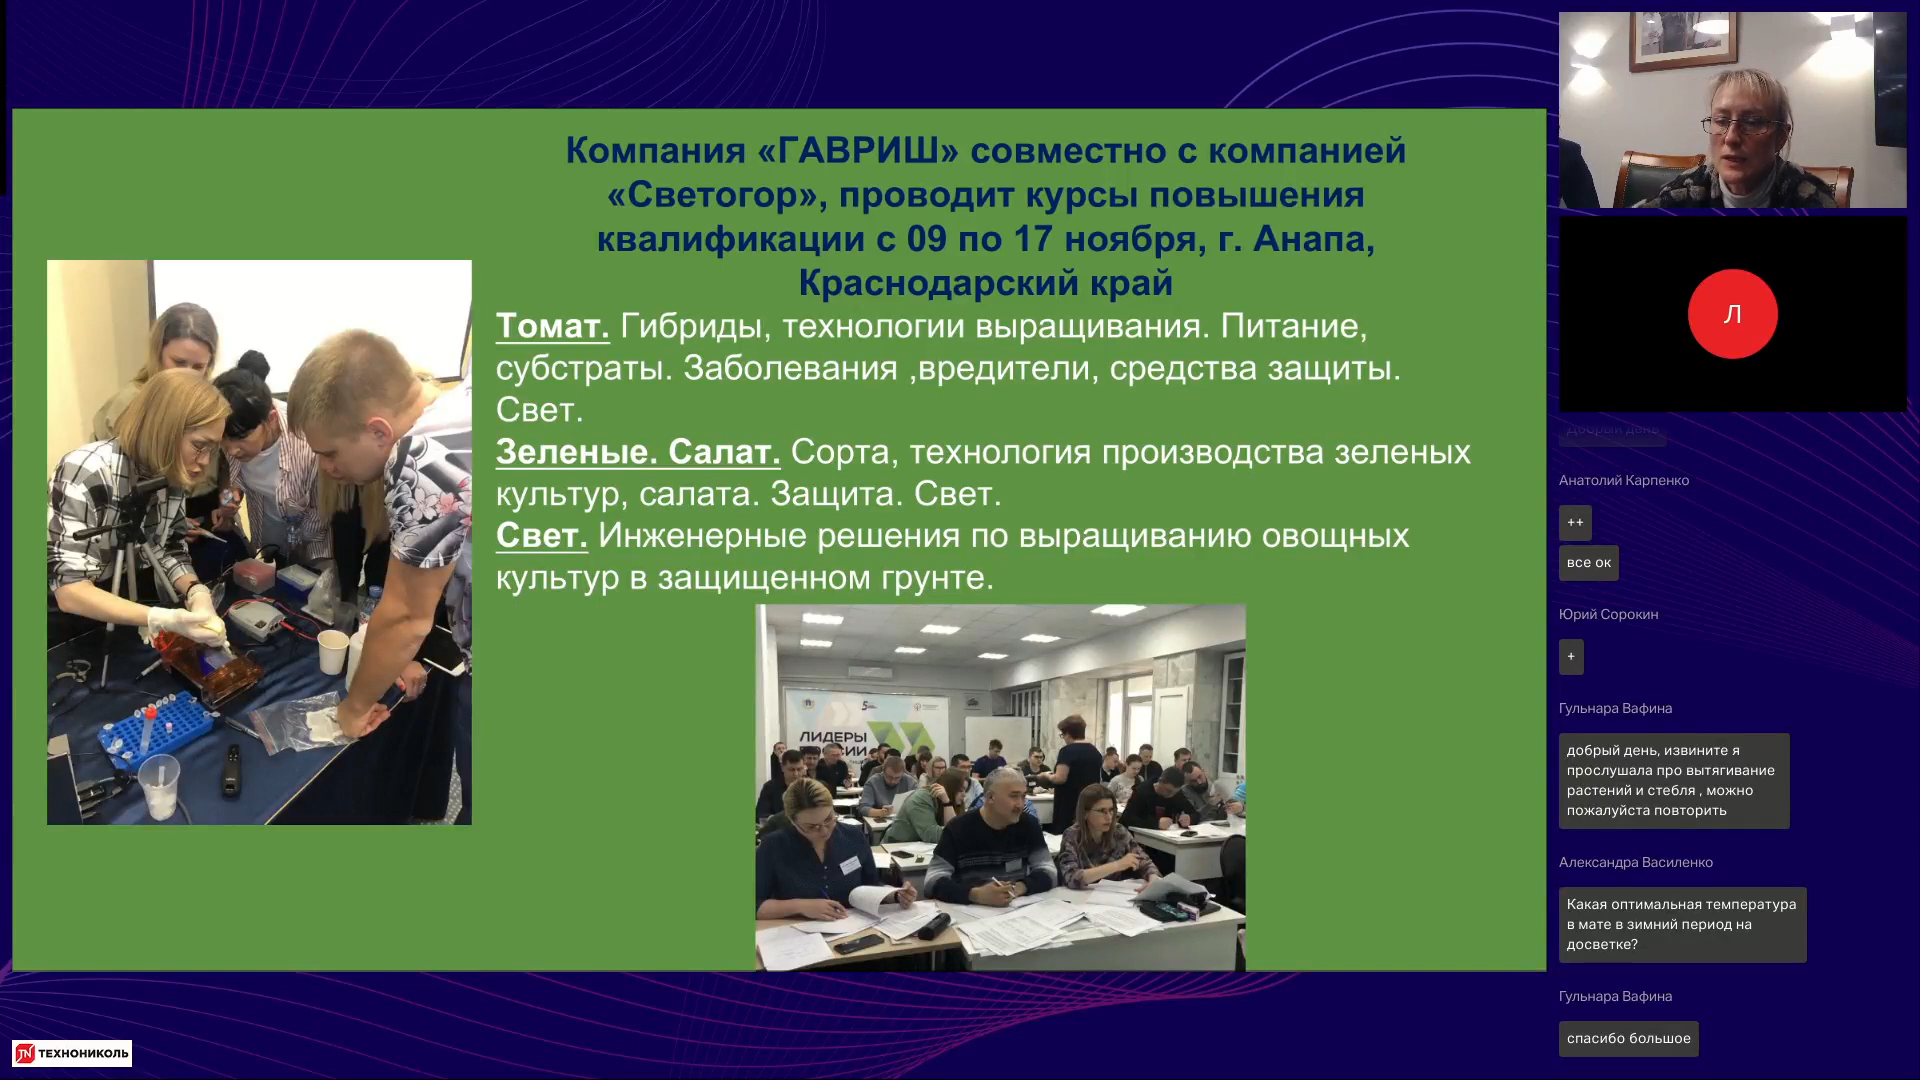 Компания «ГАВРИШ» совместно с компанией
«Светогор», проводит курсы повышения
квалификации с 09 по 17 ноября, г. Анапа,
Краснодарский край
Томат. Гибриды, технологии выращивания. Питание,
субстраты. Заболевания ,вредители, средства защиты.
Свет.
Зеленые. Салат. Сорта, технология производства зеленых
культур, салата. Защита. Свет.
Свет. Инженерные решения по выращиванию овощных
культур в защищенном грунте.
ЛИДЕРЫ
РОССИИ
ТЕХНОНИКОЛЬ
Л
Добрый день
Анатолий Карпенко
++
все ок
Юрий Сорокин
+
Гульнара Вафина
добрый день, извините я
прослушала про вытягивание
растений и стебля , можно
пожалуйста повторить
Александра Василенко
Какая оптимальная температура
в мате в зимний период на
досветке?
Гульнара Вафина
спасибо большое